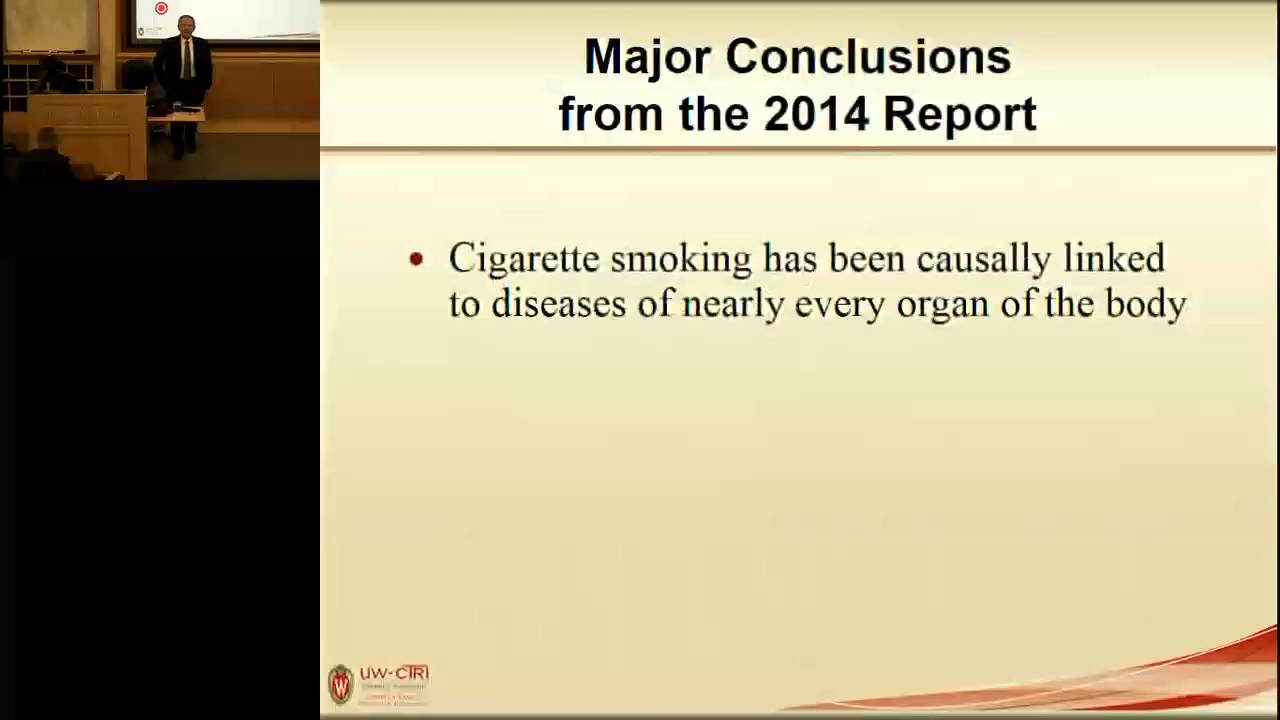 Major Conclusions
from the 2014 Report
• Cigarette smoking has been causally linked
to diseases of nearly every organ of the body
W
UW-CTRI